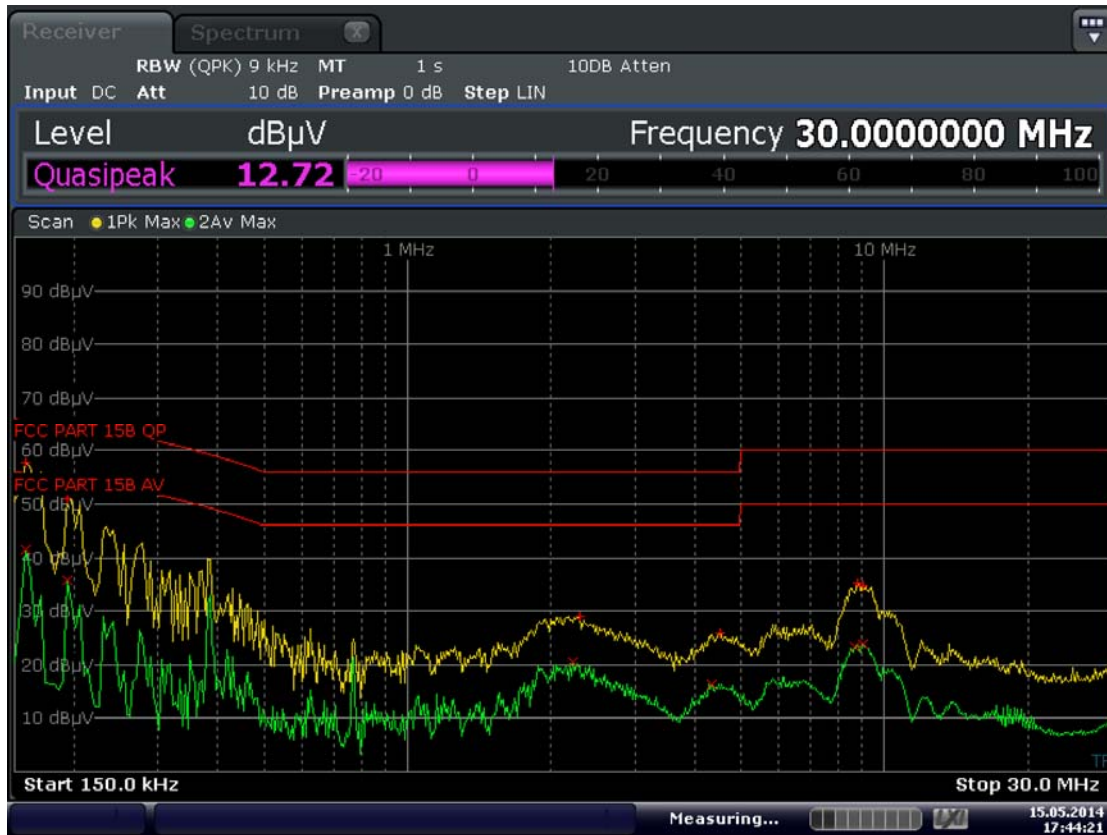 Receiver Spectrum X
RBW (QPK) 9 kHz MT 1 s 10DB Atten
Input DC Att 10 dB Preamp 0 dB Step LIN
Level dBµV Frequency 30.0000000 MHz
Quasipeak 12.72 -20 0 20 40 60 80 100
Scan 1Pk Max 2Av Max
1 MHz 10 MHz
90 dBµV
80 dBµV
70 dBµV
FCC PART 15B QP
60 dBµV
FCC PART 15B AV
50 dBµV
40 dBµV
30 dBµV
20 dBµV
10 dBµV
TF
Start 150.0 kHz Stop 30.0 MHz
Measuring... LXI 15.05.2014
17:44:21